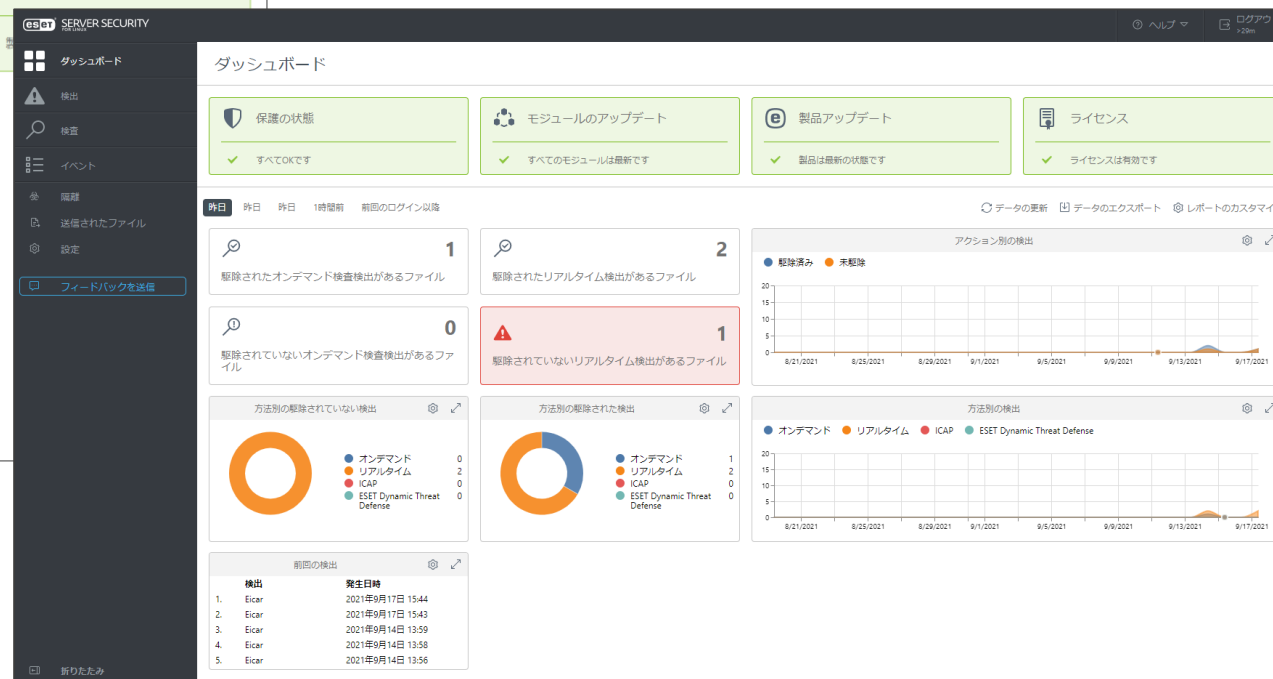 eset SERVER SECURITY
FOR LINUX
ヘルプ
ログアウ
>29m
ダッシュボード
検出
検査
イベント
隔離
送信されたファイル
設定
フィードバックを送信
折りたたみ
ダッシュボード
保護の状態
すべてOKです
モジュールのアップデート
すべてのモジュールは最新です
製品アップデート
製品は最新の状態です
ライセンス
ライセンスは有効です
昨日 昨日 昨日 1時間前 前回のログイン以降
データの更新 データのエクスポート レポートのカスタマイ
1
駆除されたオンデマンド検査検出があるファイル
2
駆除されたリアルタイム検出があるファイル
0
駆除されていないオンデマンド検査検出があるファ
イル
1
駆除されていないリアルタイム検出があるファイル
アクション別の検出
駆除済み 未駆除
20
15
10
5
0
8/21/2021 8/25/2021 8/29/2021 9/1/2021 9/5/2021 9/9/2021 9/13/2021 9/17/2021
方法別の駆除されていない検出
オンデマンド 0
リアルタイム 2
ICAP 0
ESET Dynamic Threat 0
Defense
方法別の駆除された検出
オンデマンド 1
リアルタイム 2
ICAP 0
ESET Dynamic Threat 0
Defense
方法別の検出
オンデマンド リアルタイム ICAP ESET Dynamic Threat Defense
20
15
10
5
0
8/21/2021 8/25/2021 8/29/2021 9/1/2021 9/5/2021 9/9/2021 9/13/2021 9/17/2021
前回の検出
検出 発生日時
1. Eicar 2021年9月17日 15:44
2. Eicar 2021年9月17日 15:43
3. Eicar 2021年9月14日 13:59
4. Eicar 2021年9月14日 13:58
5. Eicar 2021年9月14日 13:56